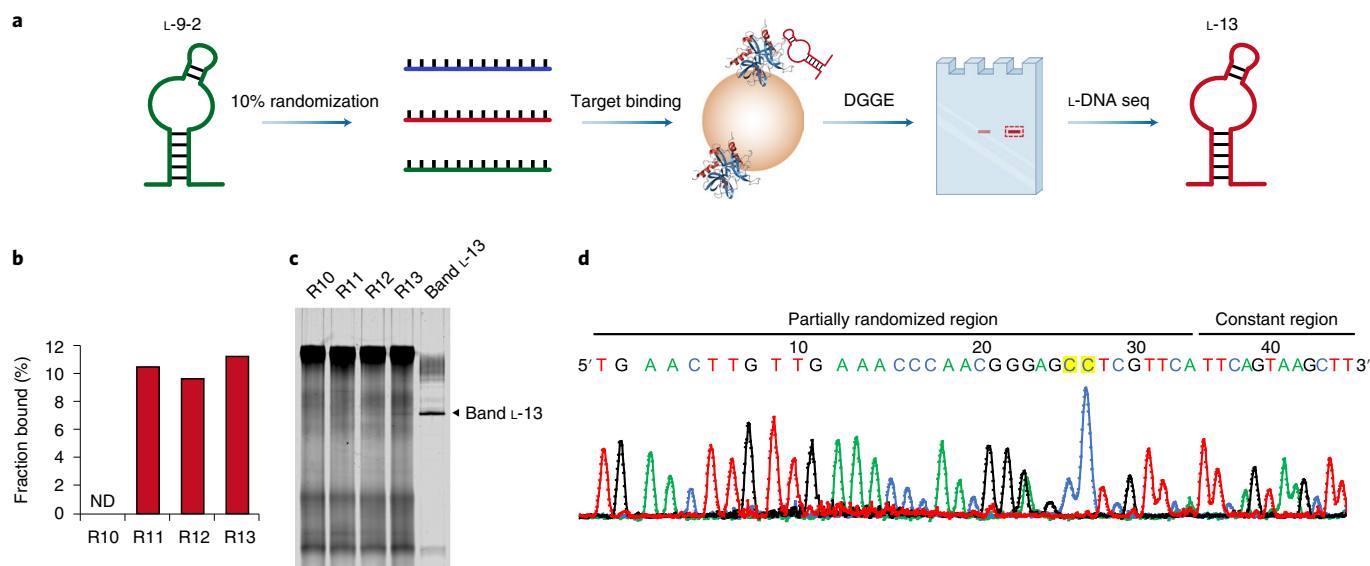 a
L-9-2
10% randomization
Target binding
DGGE
L-DNA seq
L-13
b
Fraction bound (%)
12
10
8
6
4
2
0
ND
R10 R11 R12 R13
c
R10 R11 R12 R13 Band L-13
Band L-13
d
Partially randomized region Constant region
10 20 30 40
5′TGAACTTGTTGAAACCCAACGGGAGCCTCGTTCATTCAGTAAGCTT3′